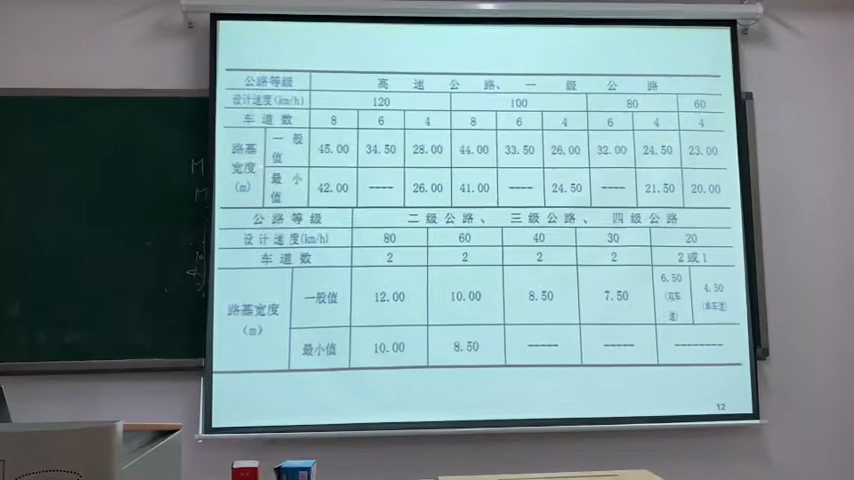 公路等级 高速公路、一级公路
设计速度(km/h) 120 100 80 60
车道数 8 6 4 8 6 4 6 4 4
路基宽度(m) 一般值 45.00 34.50 28.00 44.00 33.50 26.00 32.00 24.50 23.00
最小值 42.00 ---- 26.00 41.00 ---- 24.50 ---- 21.50 20.00
公路等级 二级公路、三级公路、四级公路
设计速度(km/h) 80 60 40 30 20
车道数 2 2 2 2 2或1
路基宽度(m) 一般值 12.00 10.00 8.50 7.50 6.50(双车道) 4.50(单车道)
最小值 10.00 8.50 ---- ---- ------
12